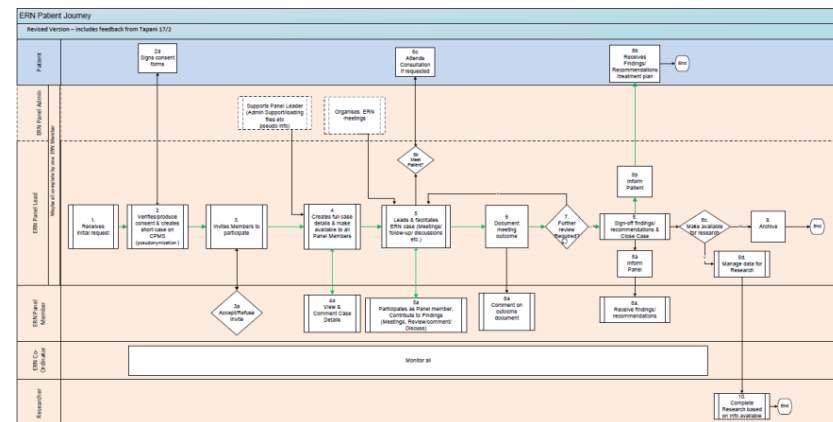 ERN Patient Journey
Revised Version – includes feedback from Tapani 17/2
Patient
2a
Signs consent
forms
6c
Attends
Consultation
if requested
Receives
Findings/
Recommendations
/treatment plan
End
ERN Panel Admin
Supports Panel Leader
(Admin Support/loading
files etc
pseudo info)
Organises ERN
meetings
ERN Panel Lead
Maybe all complete by one ERN Member
Meet
Patient?
1.
Receives
initial request
2
Verifies/produce
consent & creates
short case on
CPMS
(pseudonymization )
3.
Invites Members to
participate
4
Creates full case
details & make
available to all
Panel Members
5
Leads & facilitates
ERN case (Meetings/
follow-up/ discussions
etc.)
6
Document
meeting
outcome
7.
Further
review
Required?
8b
Inform
Patient
8.
Sign-off findings/
recommendations &
Close Case
8c.
Make available
for research
9.
Archive
End
8a
Inform
Panel
8d.
Manage data for
Research
ERN Panel
Member
3a
Accept/Refuse
Invite
4a
View &
Comment Case
Details
5a
Participates as Panel member,
Contribute to Findings
(Meetings, Review/comment/
Discuss)
6a
Comment on
outcome
document
8a.
Receive findings/
recommendations
ERN Co-
Ordinator
Monitor all
Researcher
10.
Complete
Research based
on info available
End